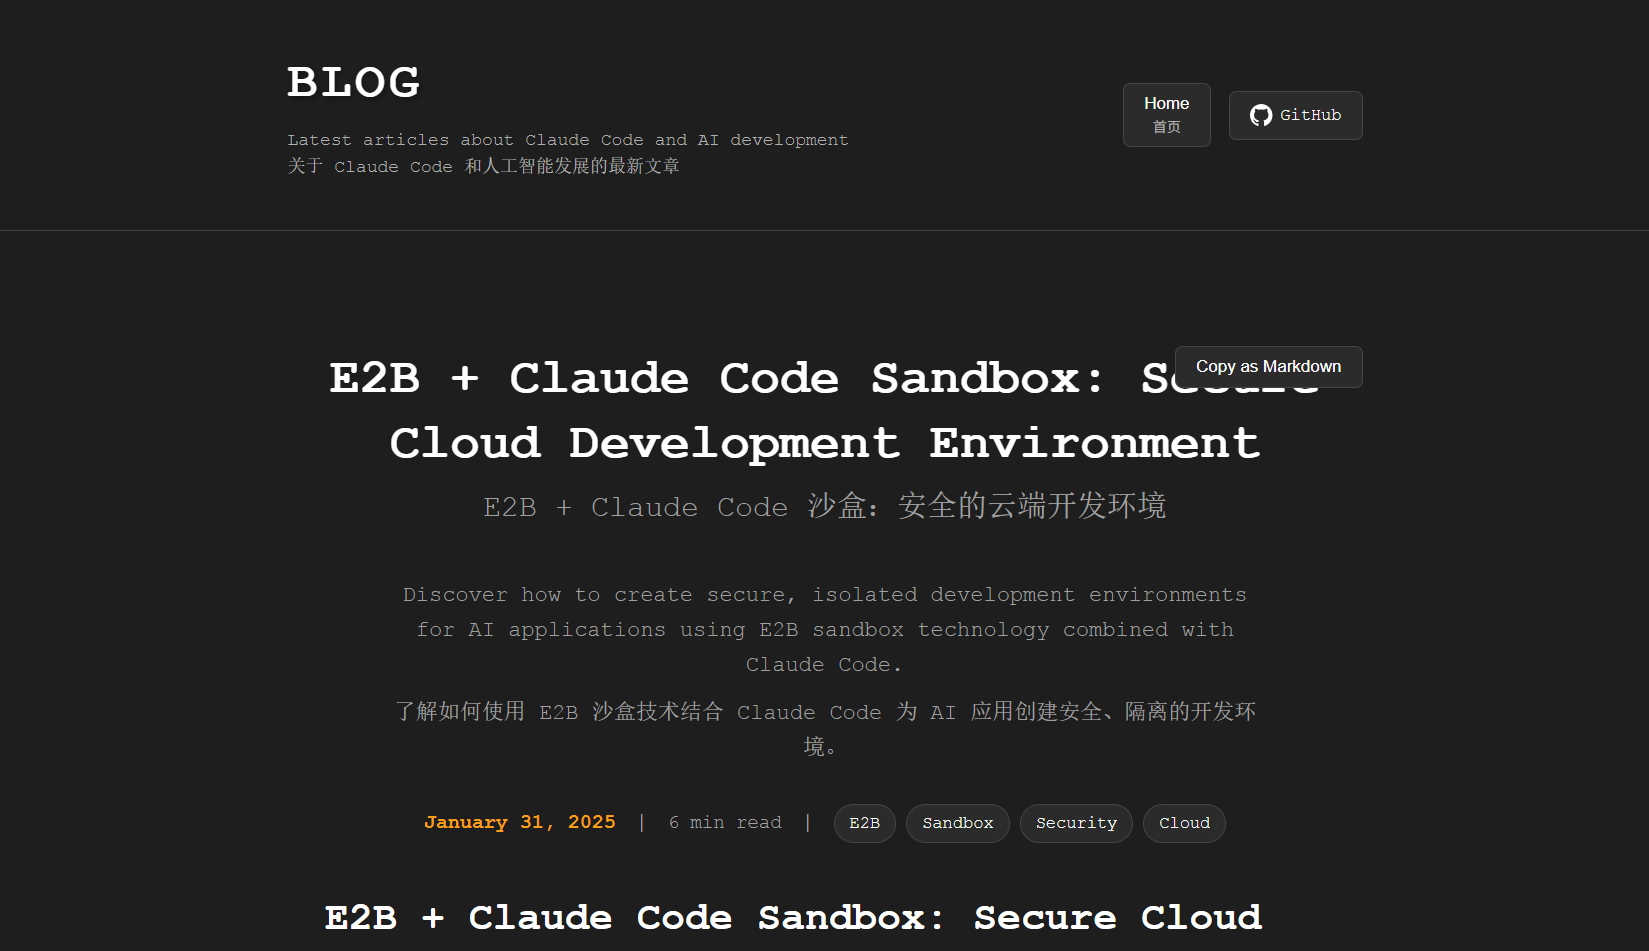 BLOG
Latest articles about Claude Code and AI development
关于 Claude Code 和人工智能发展的最新文章
Home
首页
GitHub
Copy as Markdown
E2B + Claude Code Sandbox: Secure
Cloud Development Environment
E2B + Claude Code 沙盒：安全的云端开发环境
Discover how to create secure, isolated development environments
for AI applications using E2B sandbox technology combined with
Claude Code.
了解如何使用 E2B 沙盒技术结合 Claude Code 为 AI 应用创建安全、隔离的开发环
境。
January 31, 2025 | 6 min read | E2B Sandbox Security Cloud
E2B + Claude Code Sandbox: Secure Cloud